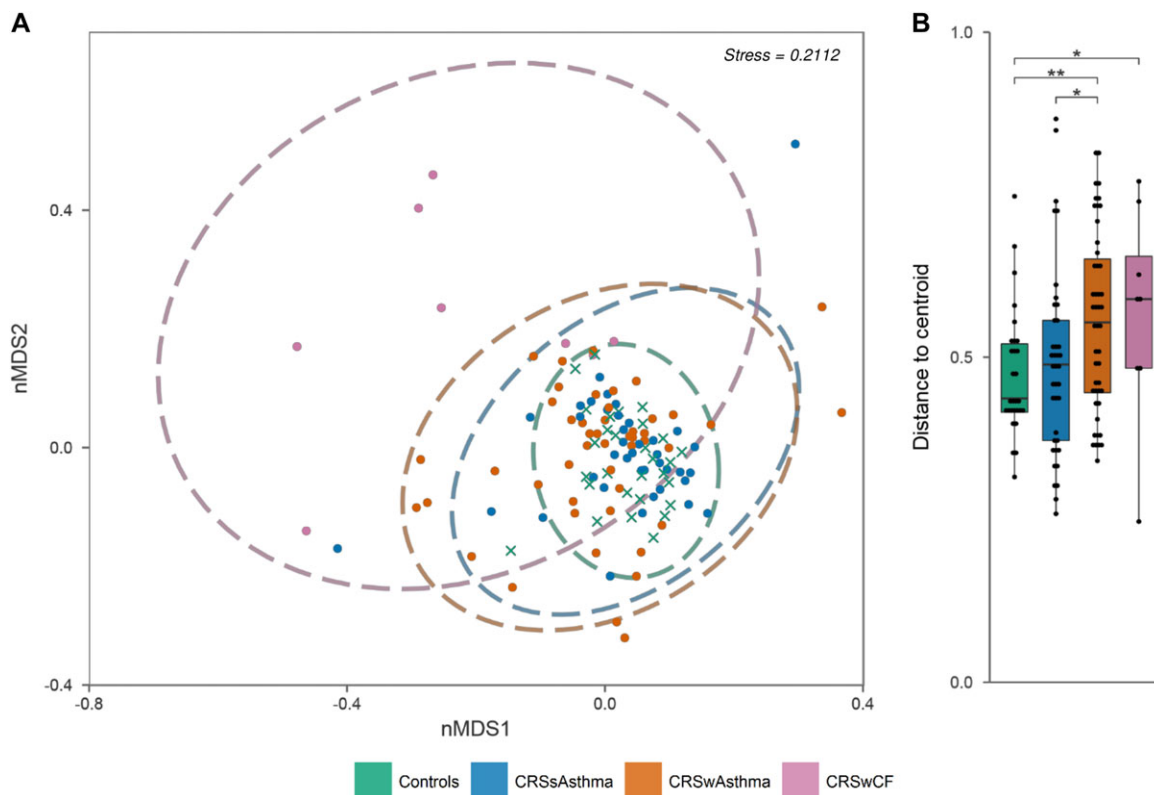 A
B
Stress = 0.2112
nMDS2
0.4
0.0
-0.4
-0.8
-0.4
0.0
0.4
nMDS1
Distance to centroid
1.0
0.5
0.0
*
**
*
Controls
CRSsAsthma
CRSwAsthma
CRSwCF